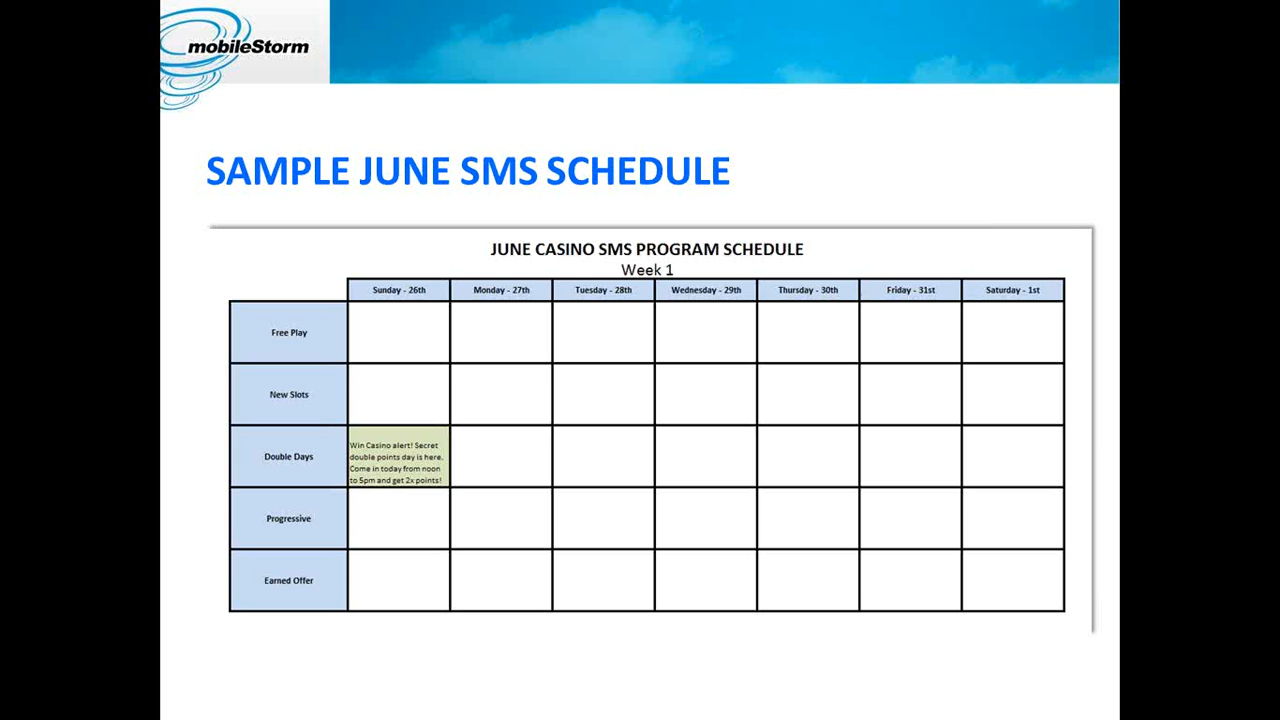 mobileStorm
SAMPLE JUNE SMS SCHEDULE
JUNE CASINO SMS PROGRAM SCHEDULE
Week 1
Sunday - 26th Monday - 27th Tuesday - 28th Wednesday - 29th Thursday - 30th Friday - 31st Saturday - 1st
Free Play
New Slots
Double Days
Win Casino alert! Secret
double points day is here.
Come in today from noon
to 5pm and get 2x points!
Progressive
Earned Offer